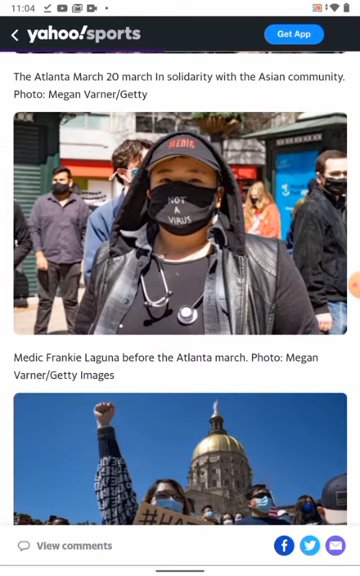 11:04
yahoo!sports
Get App
The Atlanta March 20 march In solidarity with the Asian community.
Photo: Megan Varner/Getty
MEDIC
NOT
A
VIRUS
Medic Frankie Laguna before the Atlanta march. Photo: Megan
Varner/Getty Images
View comments